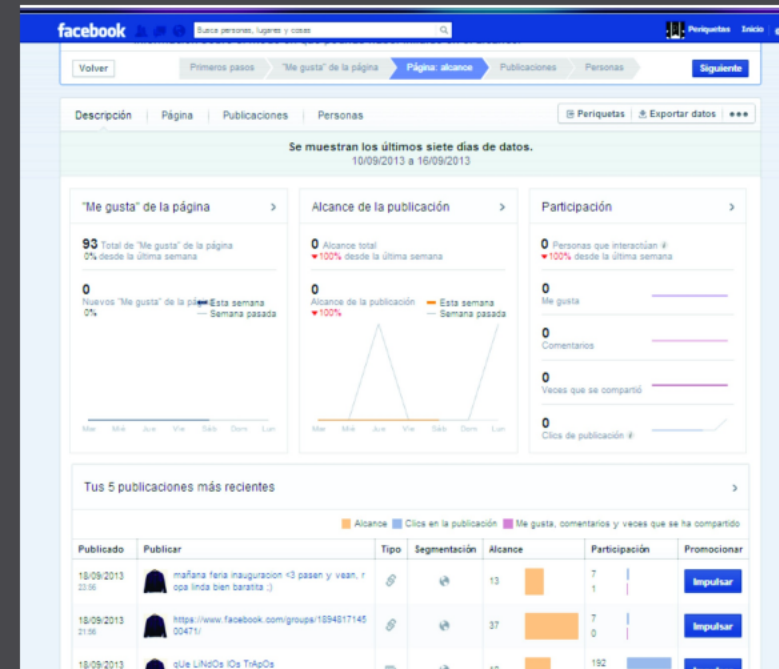 facebook
Busca personas, lugares y cosas
Periquetas Inicio
Volver
Primeros pasos
"Me gusta" de la página
Página: alcance
Publicaciones
Personas
Siguiente
Descripción Página Publicaciones Personas
Periquetas Exportar datos
Se muestran los últimos siete días de datos.
10/09/2013 a 16/09/2013
"Me gusta" de la página
93 Total de "Me gusta" de la página
0% desde la última semana
0
Nuevos "Me gusta" de la página
0%
Esta semana
Semana pasada
Mar Mié Jue Vie Sáb Dom Lun
Alcance de la publicación
0 Alcance total
100% desde la última semana
0
Alcance de la publicación
100%
Esta semana
Semana pasada
Mar Mié Jue Vie Sáb Dom Lun
Participación
0 Personas que interactúan
100% desde la última semana
0
Me gusta
0
Comentarios
0
Veces que se compartió
0
Clics de publicación
Tus 5 publicaciones más recientes
Alcance Clics en la publicación Me gusta, comentarios y veces que se ha compartido
Publicado Publicar Tipo Segmentación Alcance Participación Promocionar
18/09/2013
22:56
mañana feria inauguracion <3 pasen y vean, r
opa linda bien baratita ;)
13
7
1
Impulsar
18/09/2013
21:56
https://www.facebook.com/groups/1894817145
00471/
37
7
0
Impulsar
18/09/2013
qUe LiNdOs lOs TrApOs
192